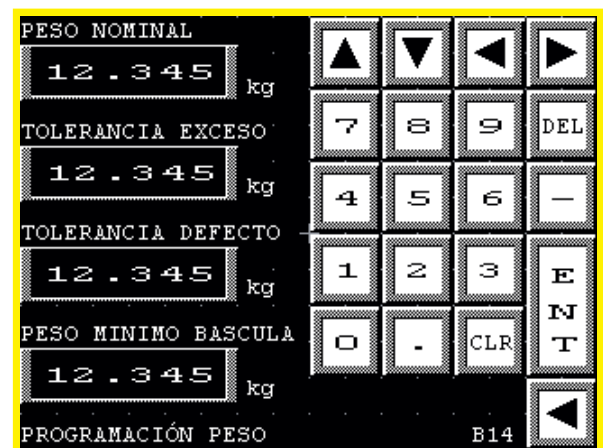 PESO NOMINAL
12.345 kg
TOLERANCIA EXCESO
12.345 kg
TOLERANCIA DEFECTO
12.345 kg
PESO MINIMO BASCULA
12.345 kg
PROGRAMACIÓN PESO
B14
7 8 9 DEL
4 5 6 —
1 2 3 ENT
0 . CLR